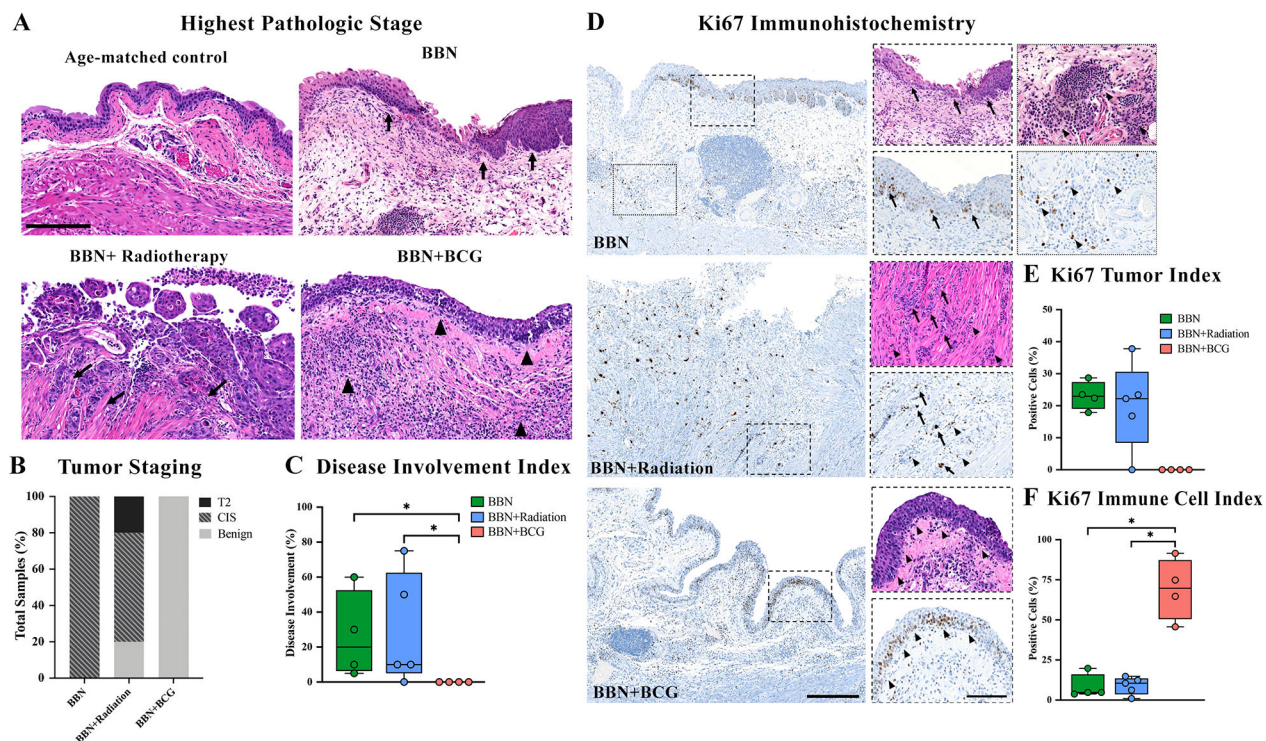 A Highest Pathologic Stage
Age-matched control
BBN
BBN+ Radiotherapy
BBN+BCG
B Tumor Staging
Total Samples (%)
100
80
60
40
20
0
BBN
BBN+Radiation
BBN+BCG
T2
CIS
Benign
C Disease Involvement Index
Disease Involvement (%)
100
80
60
40
20
0
*
*
BBN
BBN+Radiation
BBN+BCG
D Ki67 Immunohistochemistry
BBN
BBN+Radiation
BBN+BCG
E Ki67 Tumor Index
Positive Cells (%)
50
40
30
20
10
0
BBN
BBN+Radiation
BBN+BCG
F Ki67 Immune Cell Index
Positive Cells (%)
100
75
50
25
0
*
*